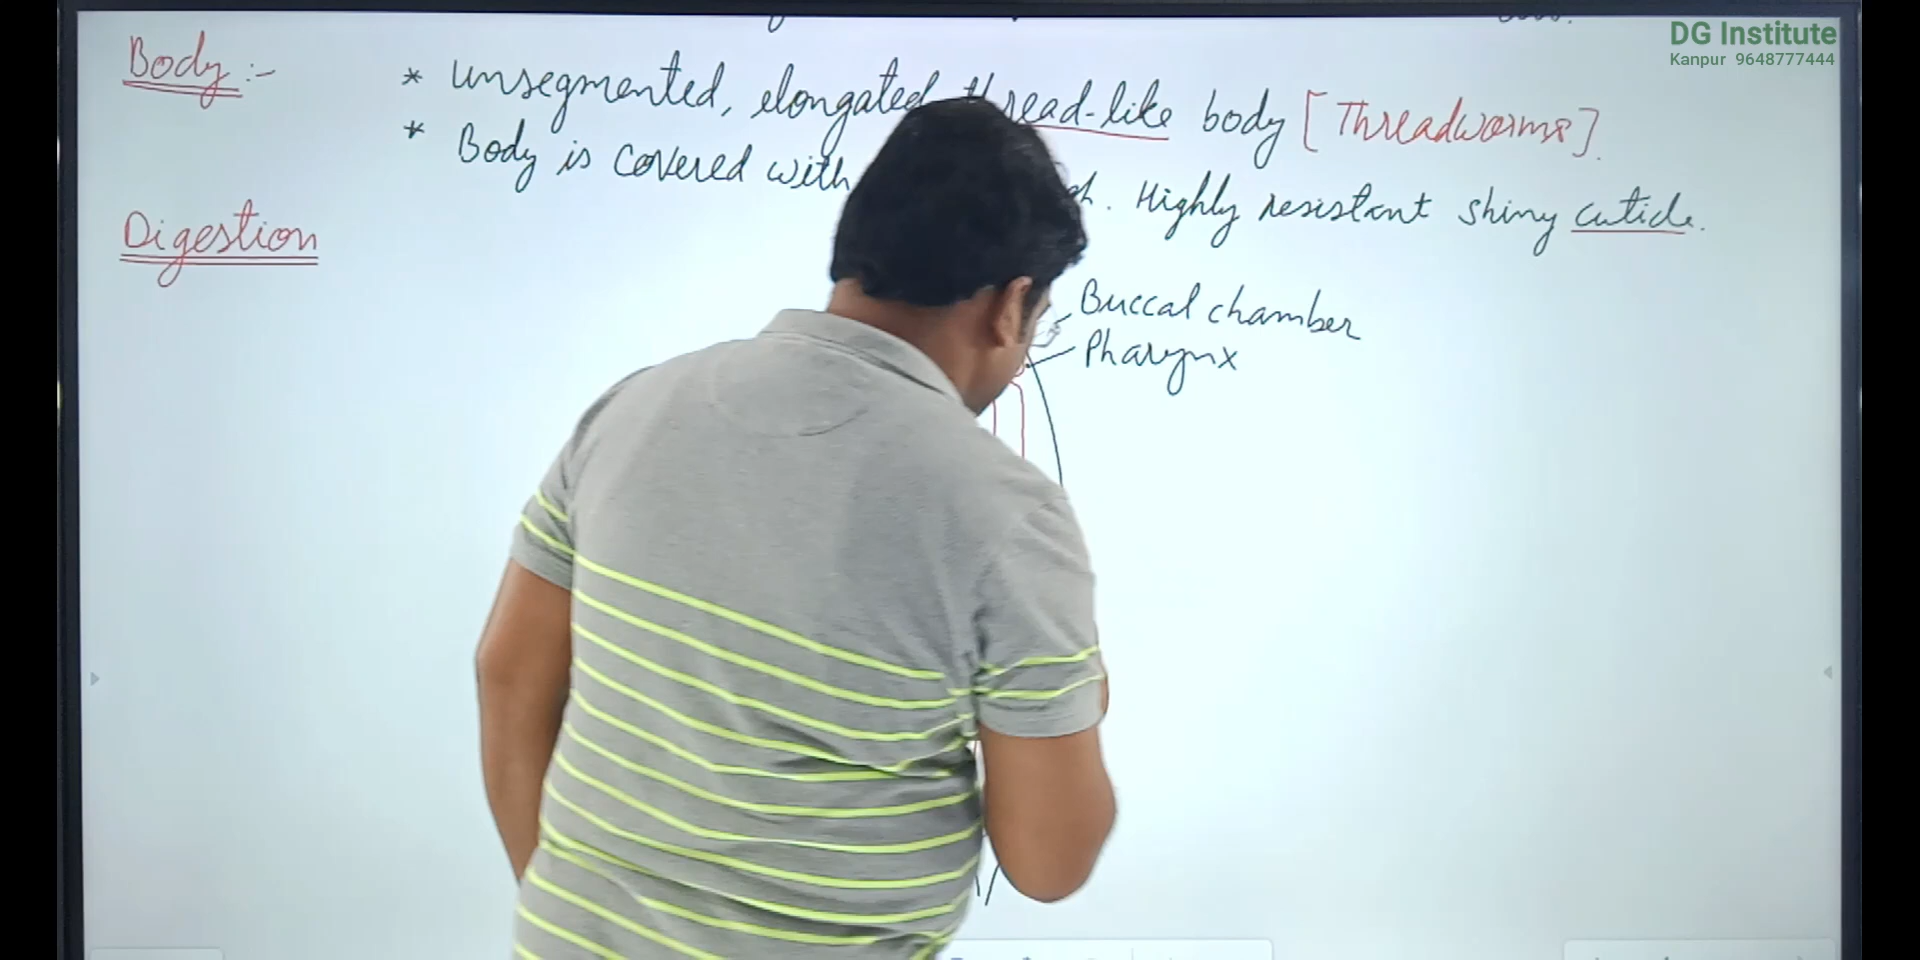 DG Institute
Kanpur 9648777444
Body :-
* unsegmented, elongated thread-like body [Threadworms].
* Body is covered with . Highly resistant shiny cuticle.
Digestion
Buccal chamber
Pharynx